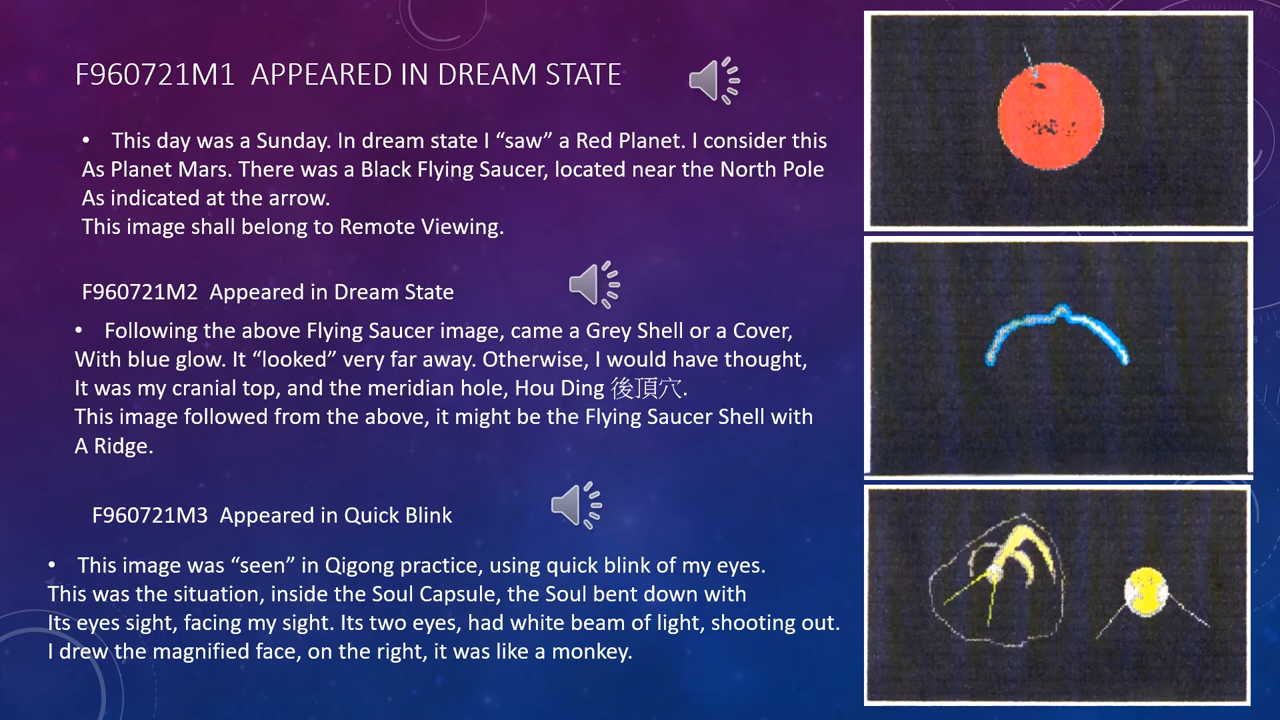 F960721M1 APPEARED IN DREAM STATE
• This day was a Sunday. In dream state I “saw” a Red Planet. I consider this
As Planet Mars. There was a Black Flying Saucer, located near the North Pole
As indicated at the arrow.
This image shall belong to Remote Viewing.
F960721M2 Appeared in Dream State
• Following the above Flying Saucer image, came a Grey Shell or a Cover,
With blue glow. It “looked” very far away. Otherwise, I would have thought,
It was my cranial top, and the meridian hole, Hou Ding 後頂穴.
This image followed from the above, it might be the Flying Saucer Shell with
A Ridge.
F960721M3 Appeared in Quick Blink
• This image was “seen” in Qigong practice, using quick blink of my eyes.
This was the situation, inside the Soul Capsule, the Soul bent down with
Its eyes sight, facing my sight. Its two eyes, had white beam of light, shooting out.
I drew the magnified face, on the right, it was like a monkey.